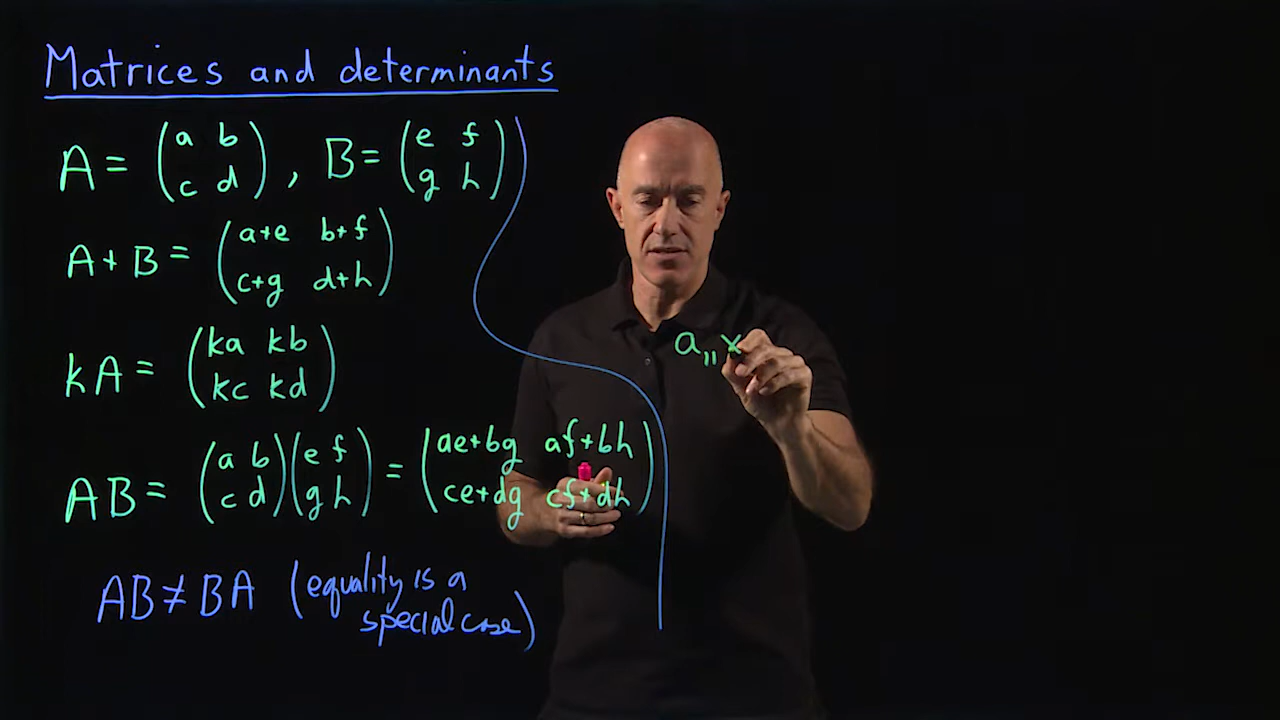 Matrices and determinants
A = (a b
c d), B = (e f
g h)
A + B = (a+e b+f
c+g d+h)
kA = (ka kb
kc kd)
AB = (a b
c d)(e f
g h) = (ae+bg af+bh
ce+dg cf+dh)
AB ≠ BA (equality is a
special case)
a₁₁x